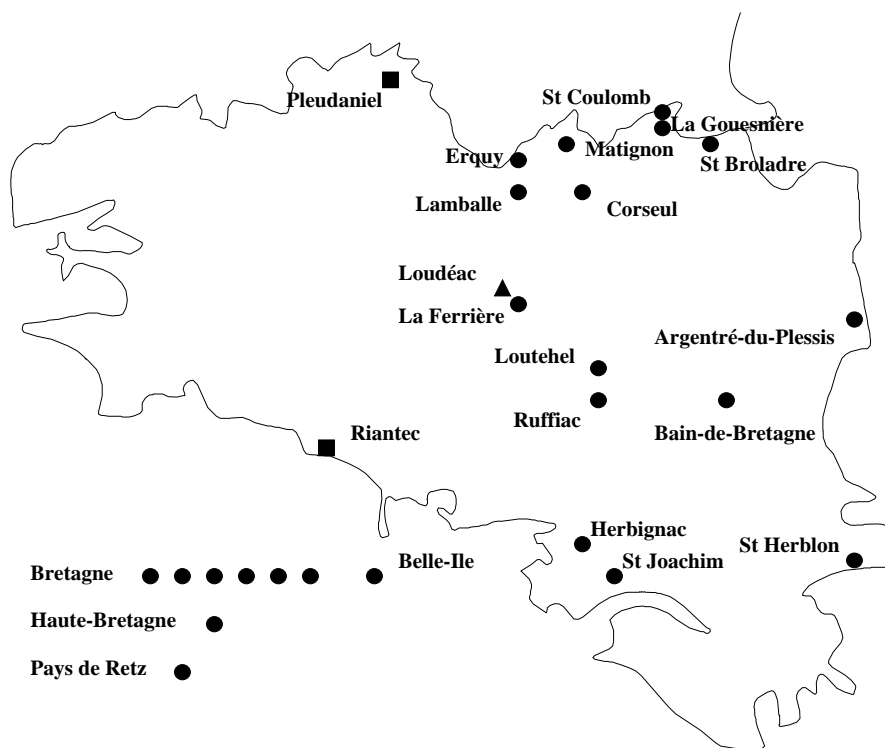 St Coulomb
Pleudaniel
La Gouesnière
Erquy
Matignon
St Broladre
Lamballe
Corseul
Loudéac
La Ferrière
Argentré-du-Plessis
Loutehel
Ruffiac
Riantec
Bain-de-Bretagne
Herbignac
St Herblon
Bretagne
Belle-Ile
St Joachim
Haute-Bretagne
Pays de Retz